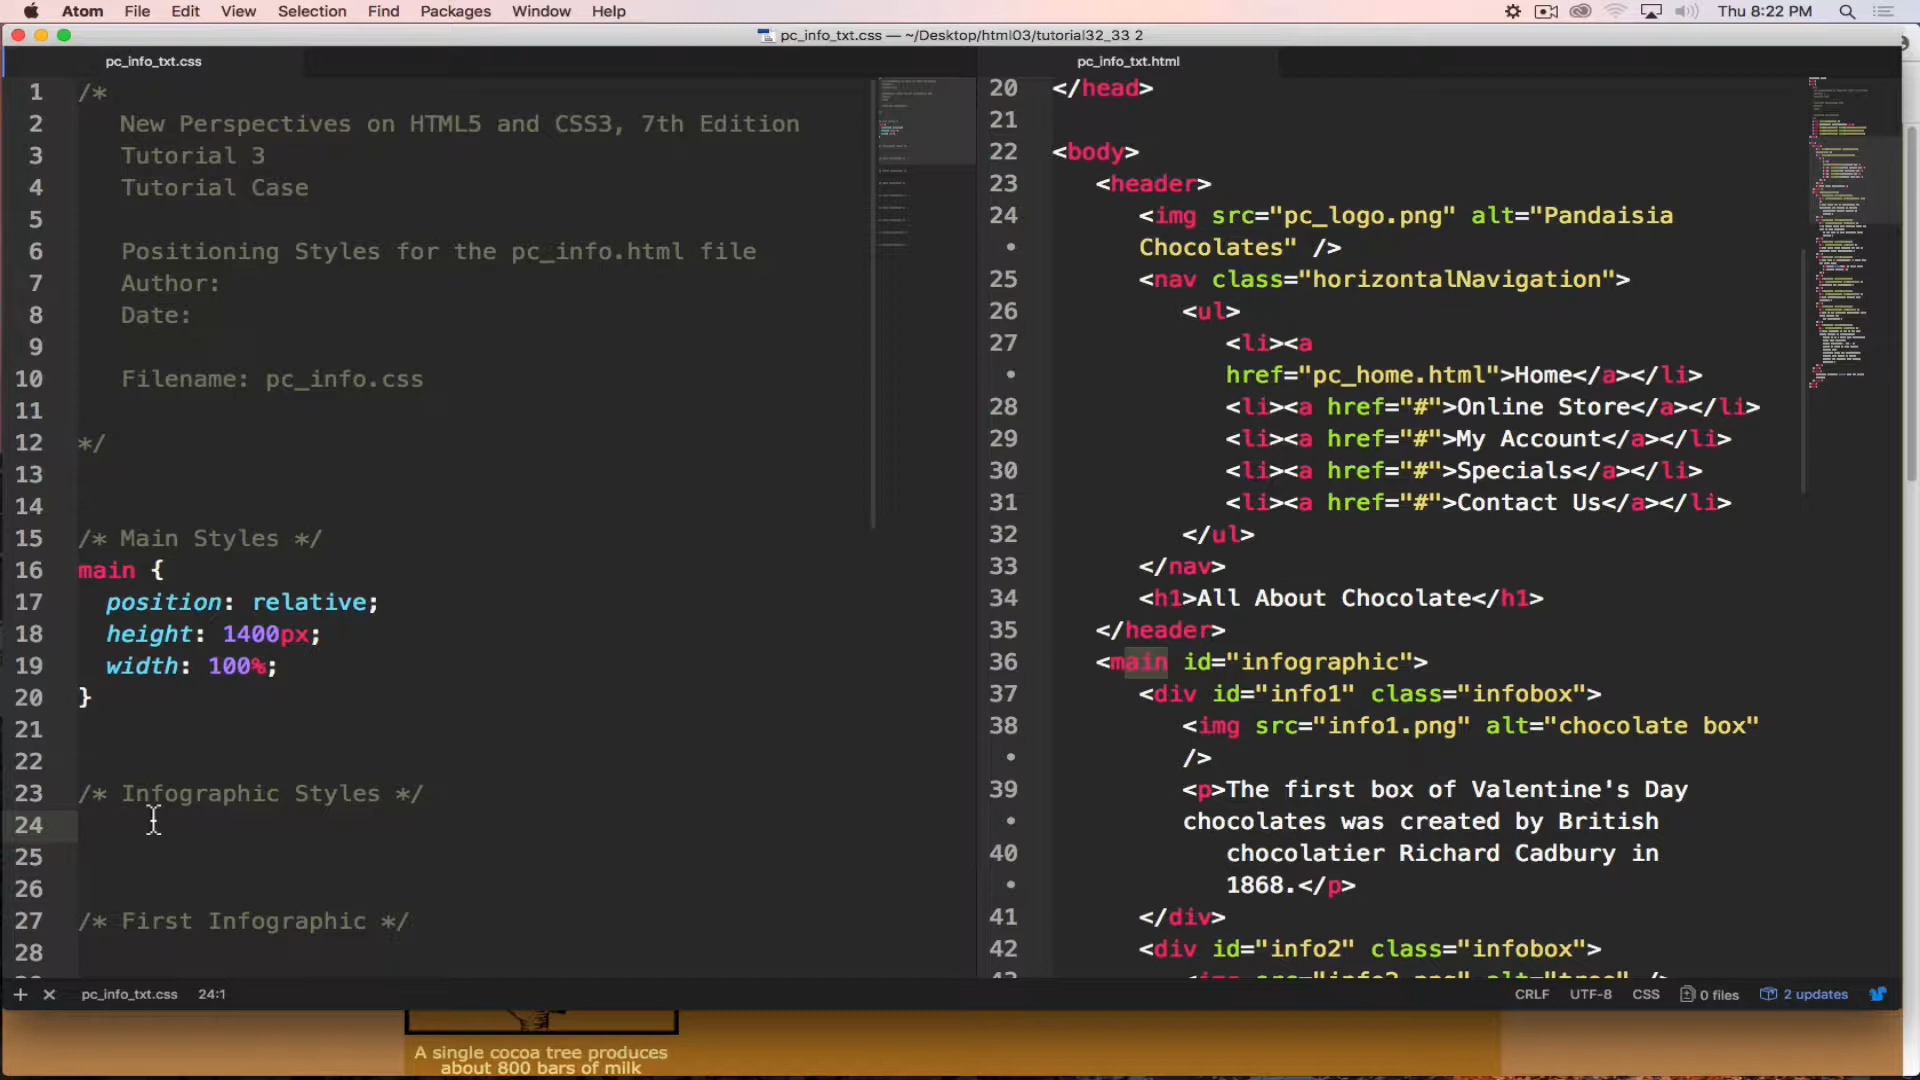 Atom File Edit View Selection Find Packages Window Help Thu 8:22 PM
pc_info_txt.css — ~/Desktop/html03/tutorial32_33 2
pc_info_txt.css
pc_info_txt.html
1 /*
2 New Perspectives on HTML5 and CSS3, 7th Edition
3 Tutorial 3
4 Tutorial Case
5
6 Positioning Styles for the pc_info.html file
7 Author:
8 Date:
9
10 Filename: pc_info.css
11
12 */
13
14
15 /* Main Styles */
16 main {
17 position: relative;
18 height: 1400px;
19 width: 100%;
20 }
21
22
23 /* Infographic Styles */
24
25
26
27 /* First Infographic */
28
20 </head>
21
22 <body>
23 <header>
24 <img src="pc_logo.png" alt="Pandaisia
• Chocolates" />
25 <nav class="horizontalNavigation">
26 <ul>
27 <li><a
• href="pc_home.html">Home</a></li>
28 <li><a href="#">Online Store</a></li>
29 <li><a href="#">My Account</a></li>
30 <li><a href="#">Specials</a></li>
31 <li><a href="#">Contact Us</a></li>
32 </ul>
33 </nav>
34 <h1>All About Chocolate</h1>
35 </header>
36 <main id="infographic">
37 <div id="info1" class="infobox">
38 <img src="info1.png" alt="chocolate box"
• />
39 <p>The first box of Valentine's Day
• chocolates was created by British
40 chocolatier Richard Cadbury in
• 1868.</p>
41 </div>
42 <div id="info2" class="infobox">
pc_info_txt.css 24:1 CRLF UTF-8 CSS 0 files 2 updates
A single cocoa tree produces
about 800 bars of milk